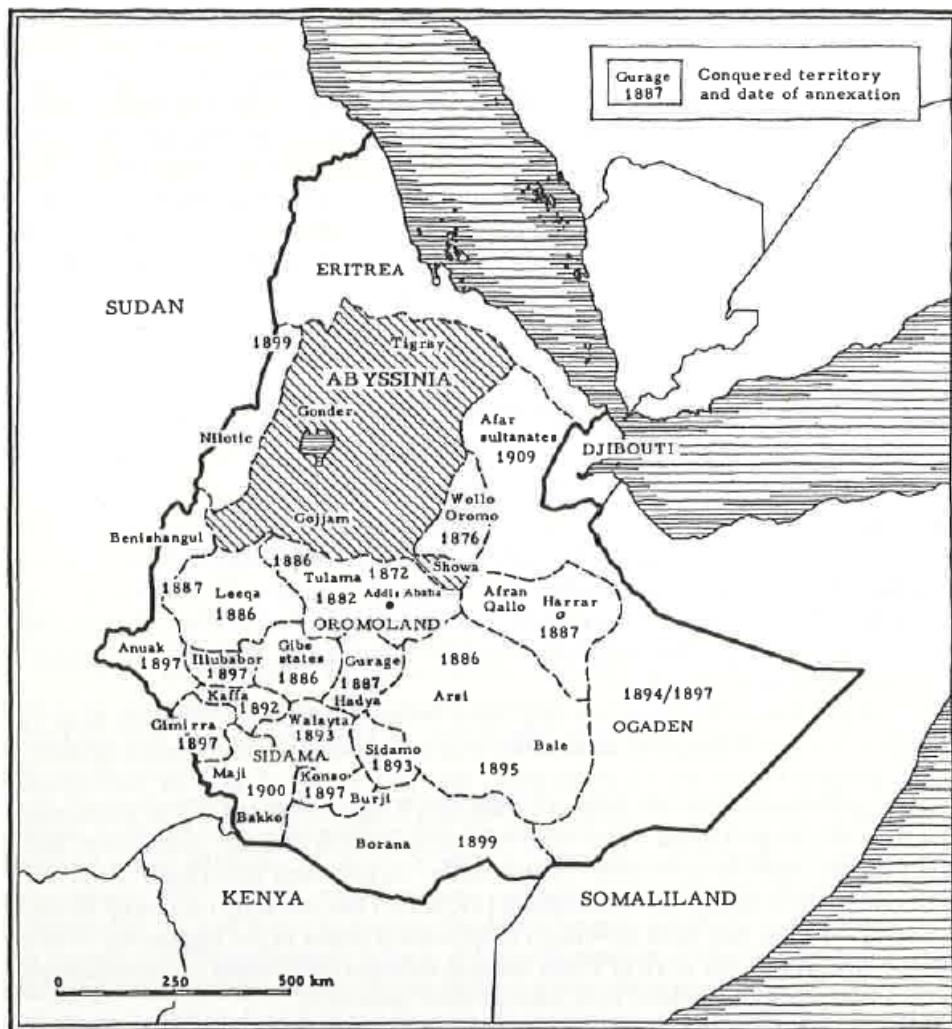 Gurage
1887
Conquered territory
and date of annexation
ERITREA
SUDAN
1899
Tigray
ABYSSINIA
Gonder
Afar
sultanates
1909
DJIBOUTI
Nilotic
Wollo
Oromo
1876
Gojjam
Benishangul
1886
1872
Showa
Tulama
1882
Addis Ababa
1887
Leeqa
1886
OROMOLAND
Afran
Qallo
Harrar
1887
Anuak
1897
Illubabor
1897
Gibe
states
1886
Gurage
1887
1886
Arsi
1894/1897
OGADEN
Kaffa
1892
Hadya
Walayta
1893
Gimirra
1897
SIDAMA
Sidamo
1893
Bale
1895
Maji
1900
Konso
1897
Burji
Bakko
Borana
1899
KENYA
SOMALILAND
0
500 km